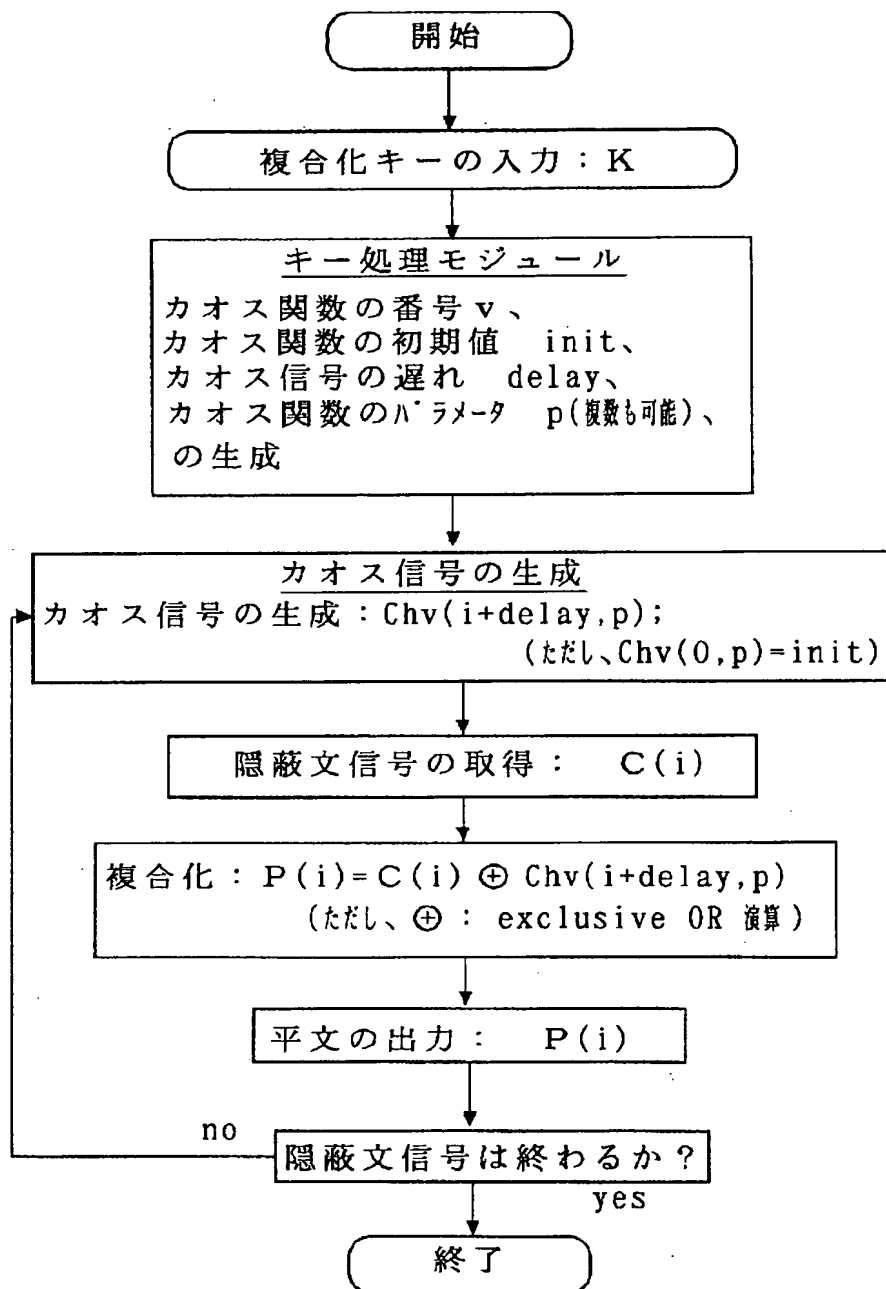 開始
複合化キーの入力：K
キー処理モジュール
カオス関数の番号v、
カオス関数の初期値　init、
カオス信号の遅れ　delay、
カオス関数のﾊﾟﾗﾒｰﾀ　p(複数も可能)、
の生成
カオス信号の生成
カオス信号の生成：Chv(i+delay,p);
(ただし、Chv(0,p)=init)
隠蔽文信号の取得：　C(i)
複合化：P(i)=C(i)⊕Chv(i+delay,p)
(ただし、⊕：exclusive OR 演算)
平文の出力：　P(i)
no
隠蔽文信号は終わるか？
yes
終了